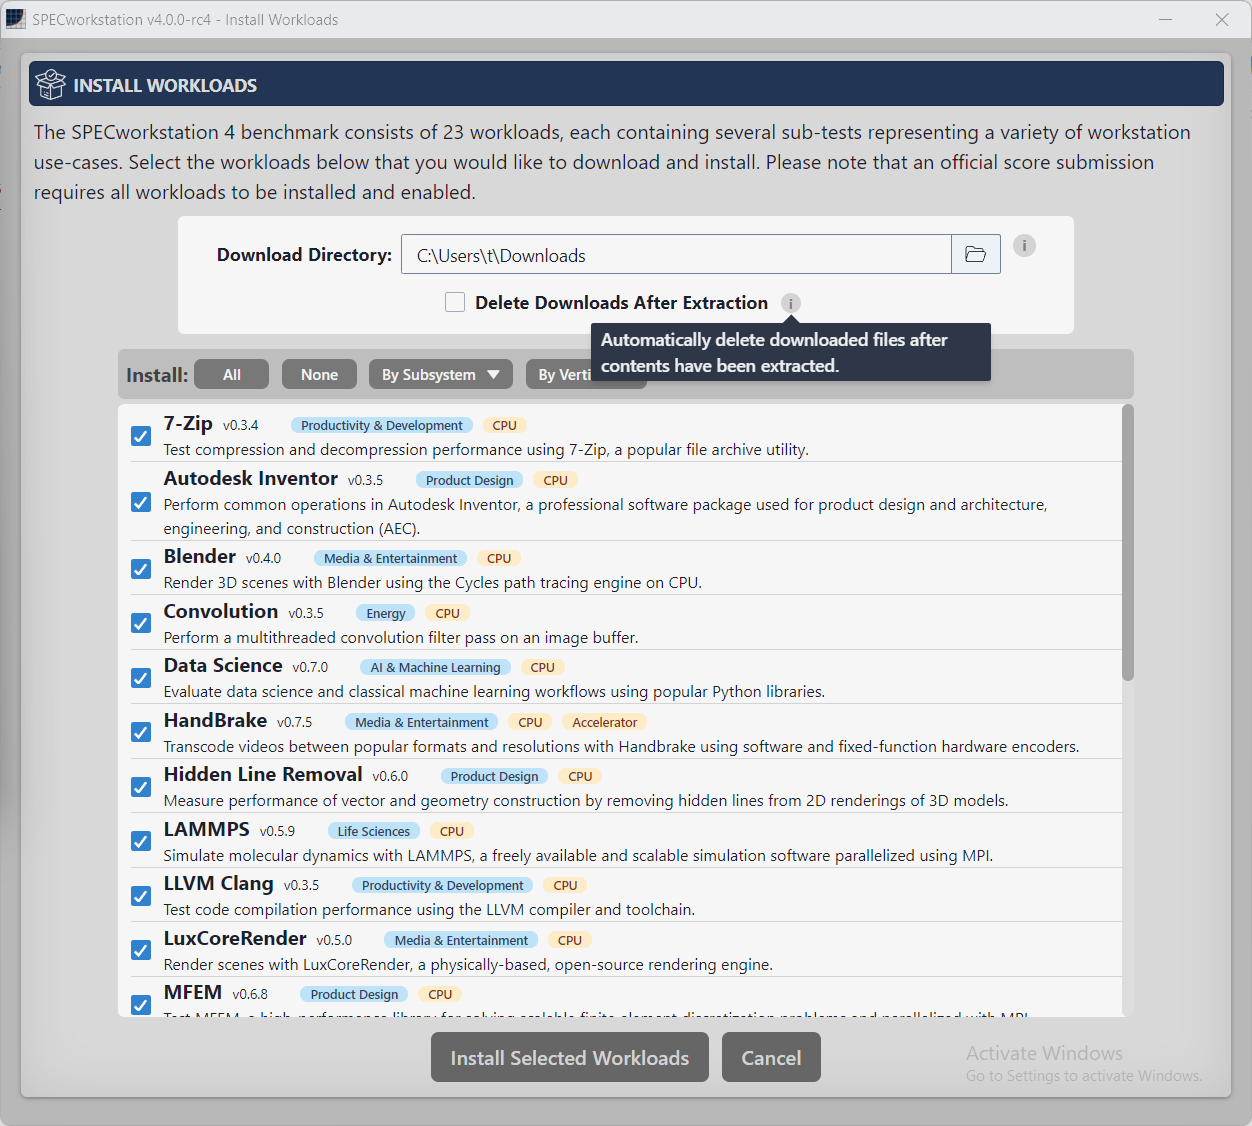 SPECworkstation v4.0.0-rc4 - Install Workloads
INSTALL WORKLOADS
The SPECworkstation 4 benchmark consists of 23 workloads, each containing several sub-tests representing a variety of workstation
use-cases. Select the workloads below that you would like to download and install. Please note that an official score submission
requires all workloads to be installed and enabled.
Download Directory: C:\Users\t\Downloads i
Delete Downloads After Extraction i
Automatically delete downloaded files after
contents have been extracted.
Install: All None By Subsystem By Verti
7-Zip v0.3.4 Productivity & Development CPU
Test compression and decompression performance using 7-Zip, a popular file archive utility.
Autodesk Inventor v0.3.5 Product Design CPU
Perform common operations in Autodesk Inventor, a professional software package used for product design and architecture,
engineering, and construction (AEC).
Blender v0.4.0 Media & Entertainment CPU
Render 3D scenes with Blender using the Cycles path tracing engine on CPU.
Convolution v0.3.5 Energy CPU
Perform a multithreaded convolution filter pass on an image buffer.
Data Science v0.7.0 AI & Machine Learning CPU
Evaluate data science and classical machine learning workflows using popular Python libraries.
HandBrake v0.7.5 Media & Entertainment CPU Accelerator
Transcode videos between popular formats and resolutions with Handbrake using software and fixed-function hardware encoders.
Hidden Line Removal v0.6.0 Product Design CPU
Measure performance of vector and geometry construction by removing hidden lines from 2D renderings of 3D models.
LAMMPS v0.5.9 Life Sciences CPU
Simulate molecular dynamics with LAMMPS, a freely available and scalable simulation software parallelized using MPI.
LLVM Clang v0.3.5 Productivity & Development CPU
Test code compilation performance using the LLVM compiler and toolchain.
LuxCoreRender v0.5.0 Media & Entertainment CPU
Render scenes with LuxCoreRender, a physically-based, open-source rendering engine.
MFEM v0.6.8 Product Design CPU
Test MFEM, a high-performance library for solving scalable finite element discretization problems and parallelized with MPI.
Install Selected Workloads Cancel
Activate Windows
Go to Settings to activate Windows.